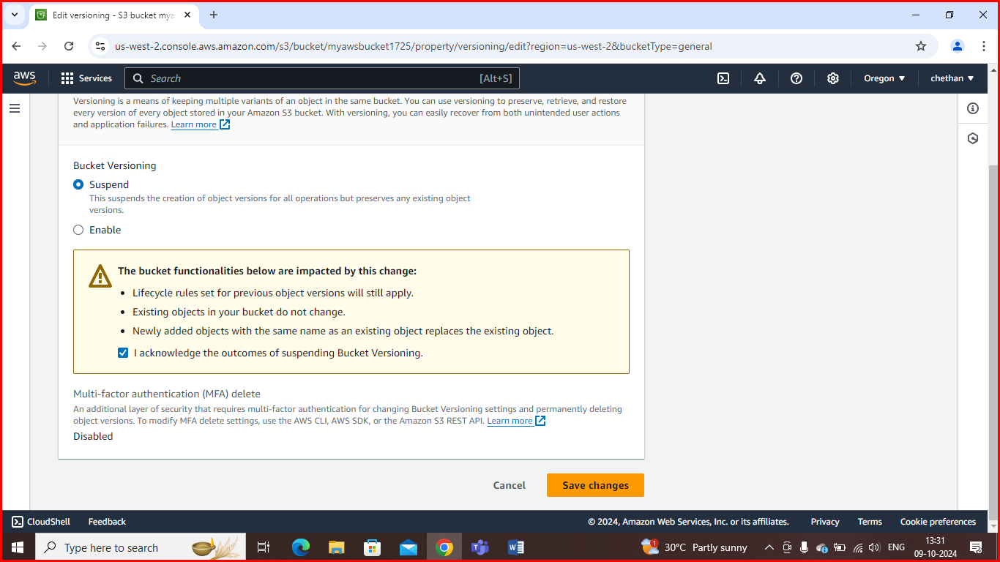 Edit versioning - S3 bucket mya
us-west-2.console.aws.amazon.com/s3/bucket/myawsbucket1725/property/versioning/edit?region=us-west-2&bucketType=general
aws
Services
Search
[Alt+S]
Oregon
chethan
Versioning is a means of keeping multiple variants of an object in the same bucket. You can use versioning to preserve, retrieve, and restore
every version of every object stored in your Amazon S3 bucket. With versioning, you can easily recover from both unintended user actions
and application failures. Learn more
Bucket Versioning
Suspend
This suspends the creation of object versions for all operations but preserves any existing object
versions.
Enable
The bucket functionalities below are impacted by this change:
• Lifecycle rules set for previous object versions will still apply.
• Existing objects in your bucket do not change.
• Newly added objects with the same name as an existing object replaces the existing object.
I acknowledge the outcomes of suspending Bucket Versioning.
Multi-factor authentication (MFA) delete
An additional layer of security that requires multi-factor authentication for changing Bucket Versioning settings and permanently deleting
object versions. To modify MFA delete settings, use the AWS CLI, AWS SDK, or the Amazon S3 REST API. Learn more
Disabled
Cancel
Save changes
CloudShell
Feedback
© 2024, Amazon Web Services, Inc. or its affiliates.
Privacy
Terms
Cookie preferences
Type here to search
1
30°C Partly sunny
ENG
13:31
09-10-2024